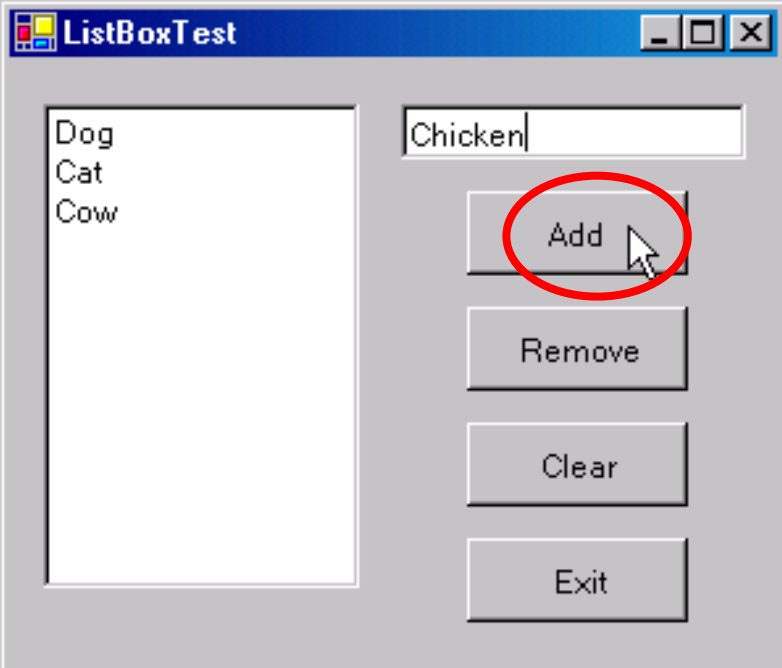 ListBoxTest
Dog
Cat
Cow
Chicken
Add
Remove
Clear
Exit